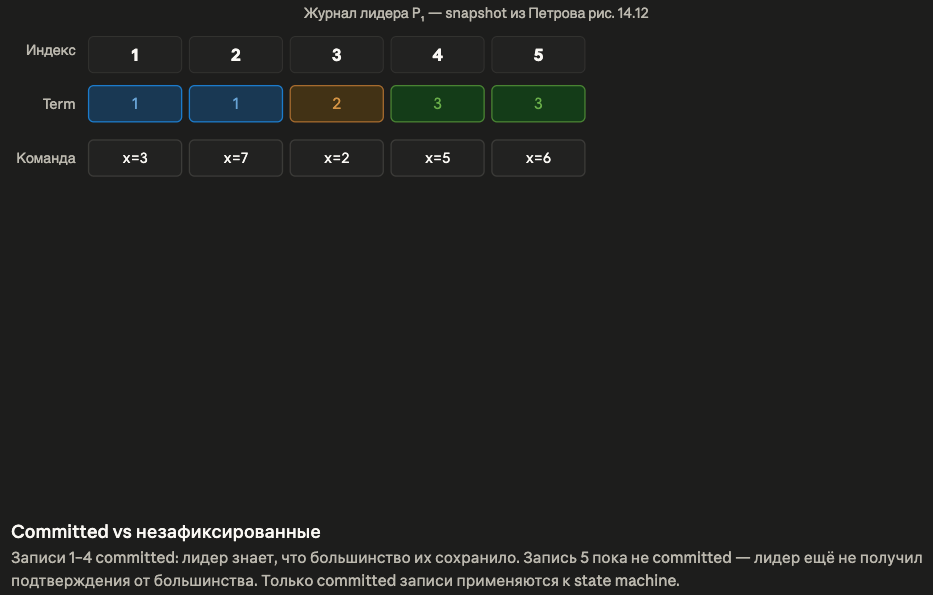 Журнал лидера P₁ — snapshot из Петрова рис. 14.12
Индекс 1 2 3 4 5
Term 1 1 2 3 3
Команда x=3 x=7 x=2 x=5 x=6
Committed vs незафиксированные
Записи 1–4 committed: лидер знает, что большинство их сохранило. Запись 5 пока не committed — лидер ещё не получил
подтверждения от большинства. Только committed записи применяются к state machine.